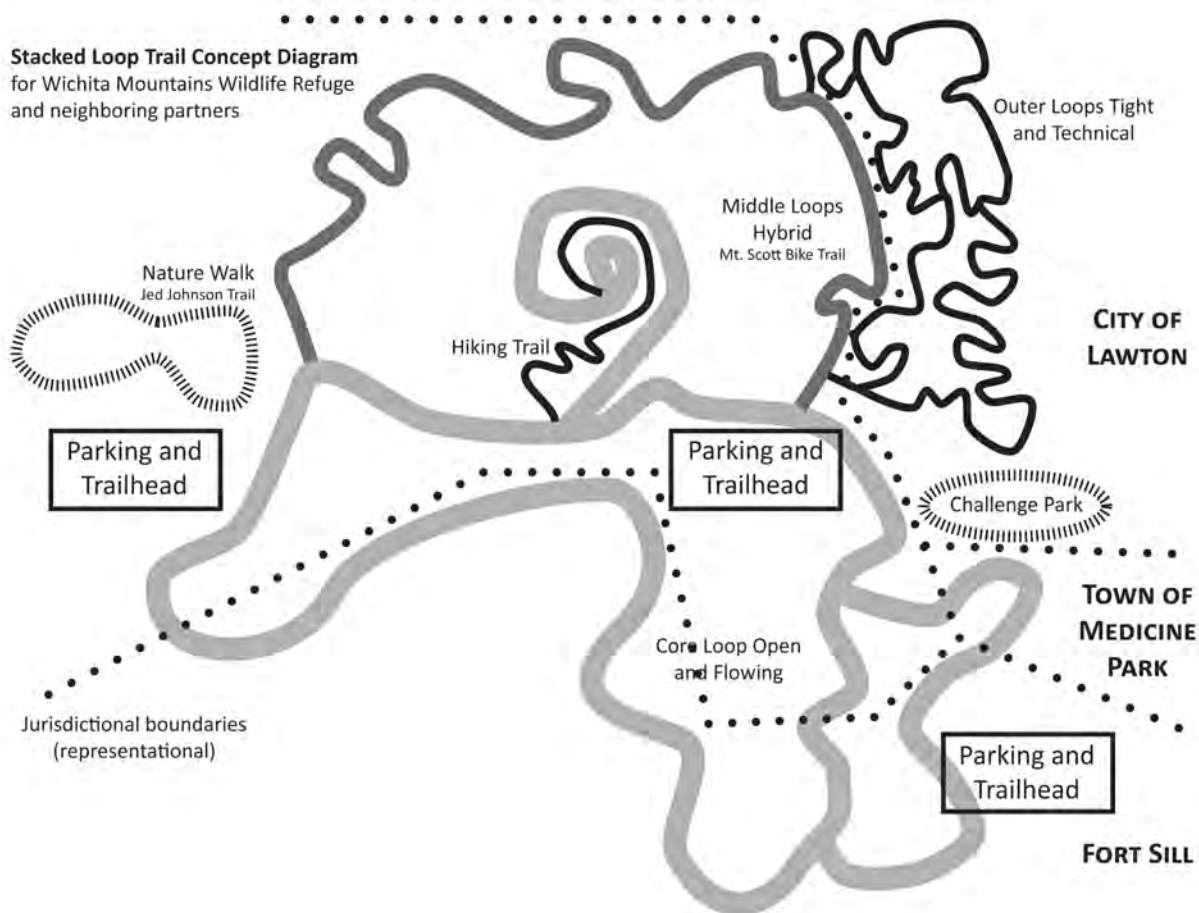 Stacked Loop Trail Concept Diagram
for Wichita Mountains Wildlife Refuge
and neighboring partners
Outer Loops Tight
and Technical
Middle Loops
Hybrid
Mt. Scott Bike Trail
Nature Walk
Jed Johnson Trail
Hiking Trail
CITY OF
LAWTON
Parking and
Trailhead
Parking and
Trailhead
Challenge Park
TOWN OF
MEDICINE
PARK
Core Loop Open
and Flowing
Jurisdictional boundaries
(representational)
Parking and
Trailhead
FORT SILL